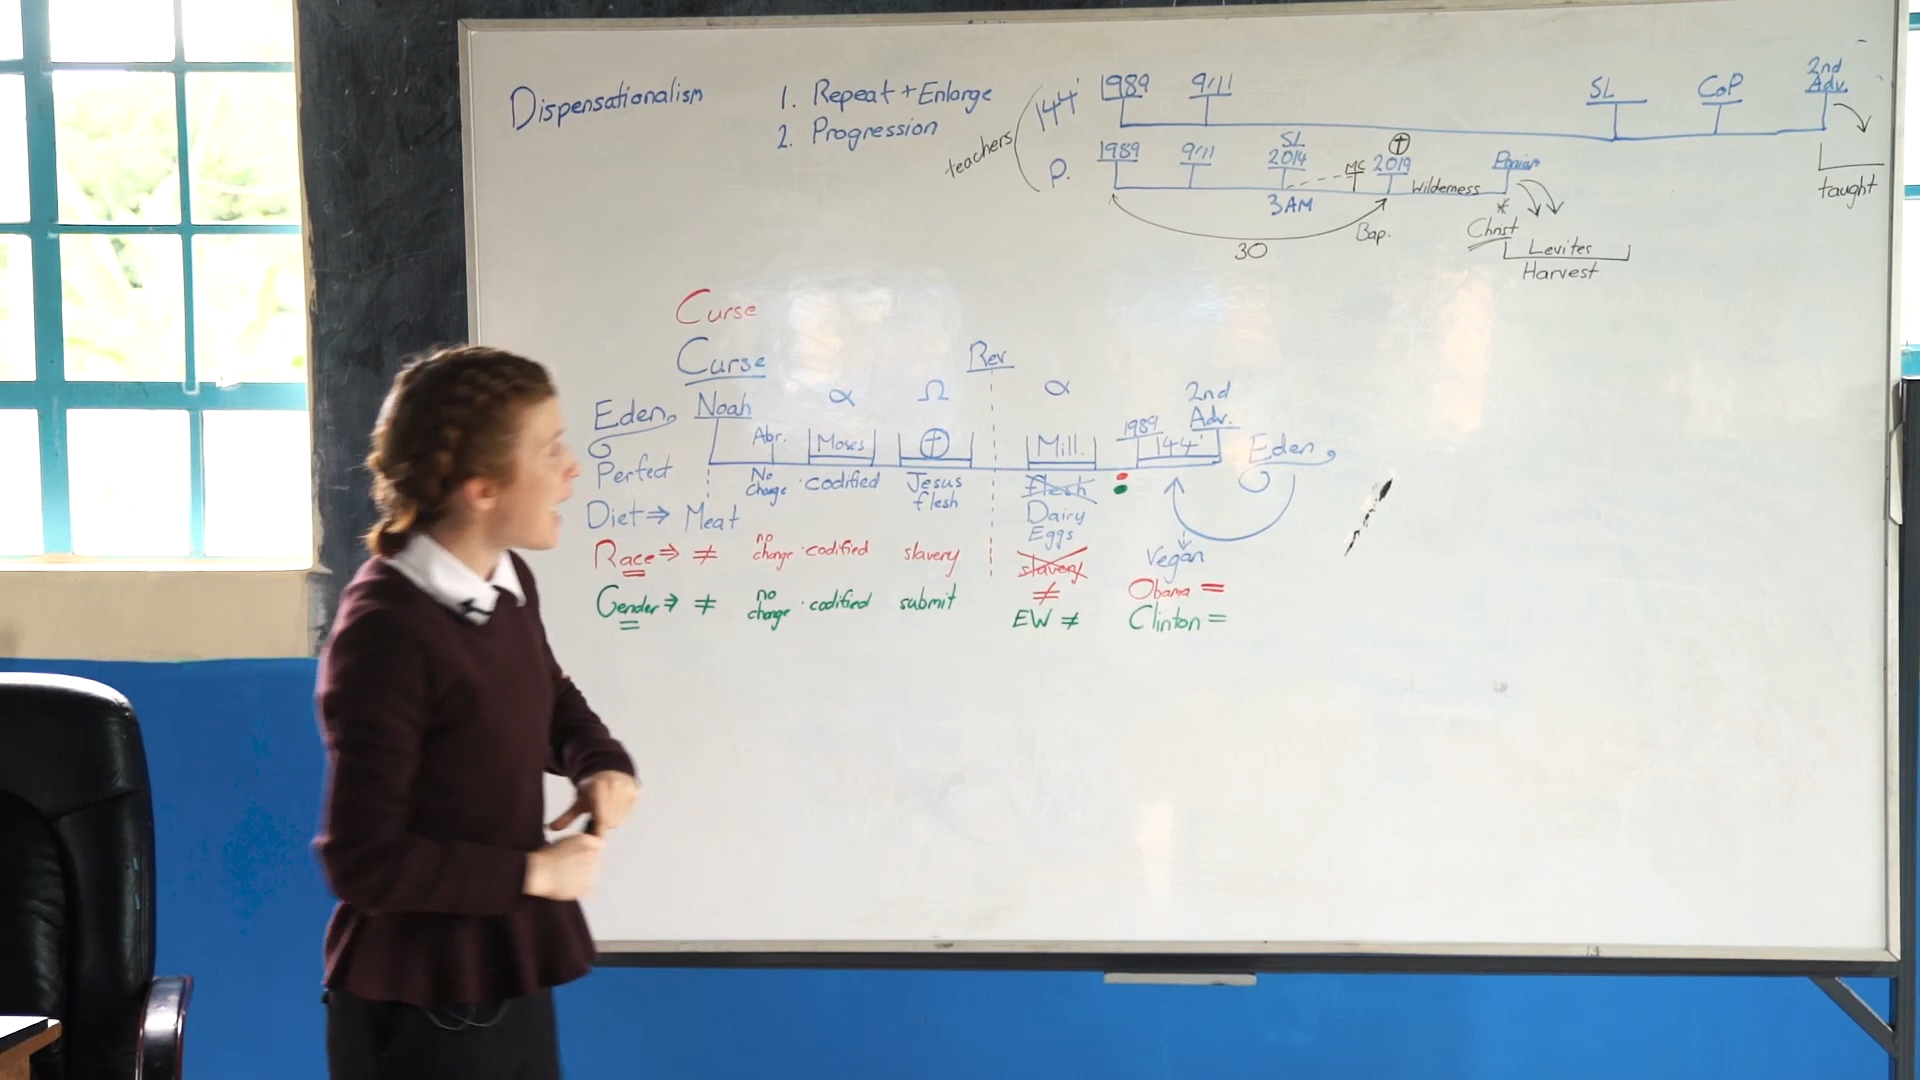 Dispensationalism
1. Repeat + Enlarge
2. Progression
teachers
144'
1989 9/11 SL CoP 2nd Adv.
P.
1989 9/11 SL 2014 MC 2019
Wilderness
3AM
Bap.
30
* Christ
Levites
Harvest
taught
Curse
Curse
Rev
α Ω α
Eden Noah Abr. Moses Mill. 1989 144' 2nd Adv. Eden
Perfect No change · codified Jesus flesh flesh Dairy Eggs
Diet ⇒ Meat Vegan
Race ⇒ ≠ no change · codified slavery slavery ≠ Obama =
Gender ⇒ ≠ no change · codified submit EW ≠ Clinton =